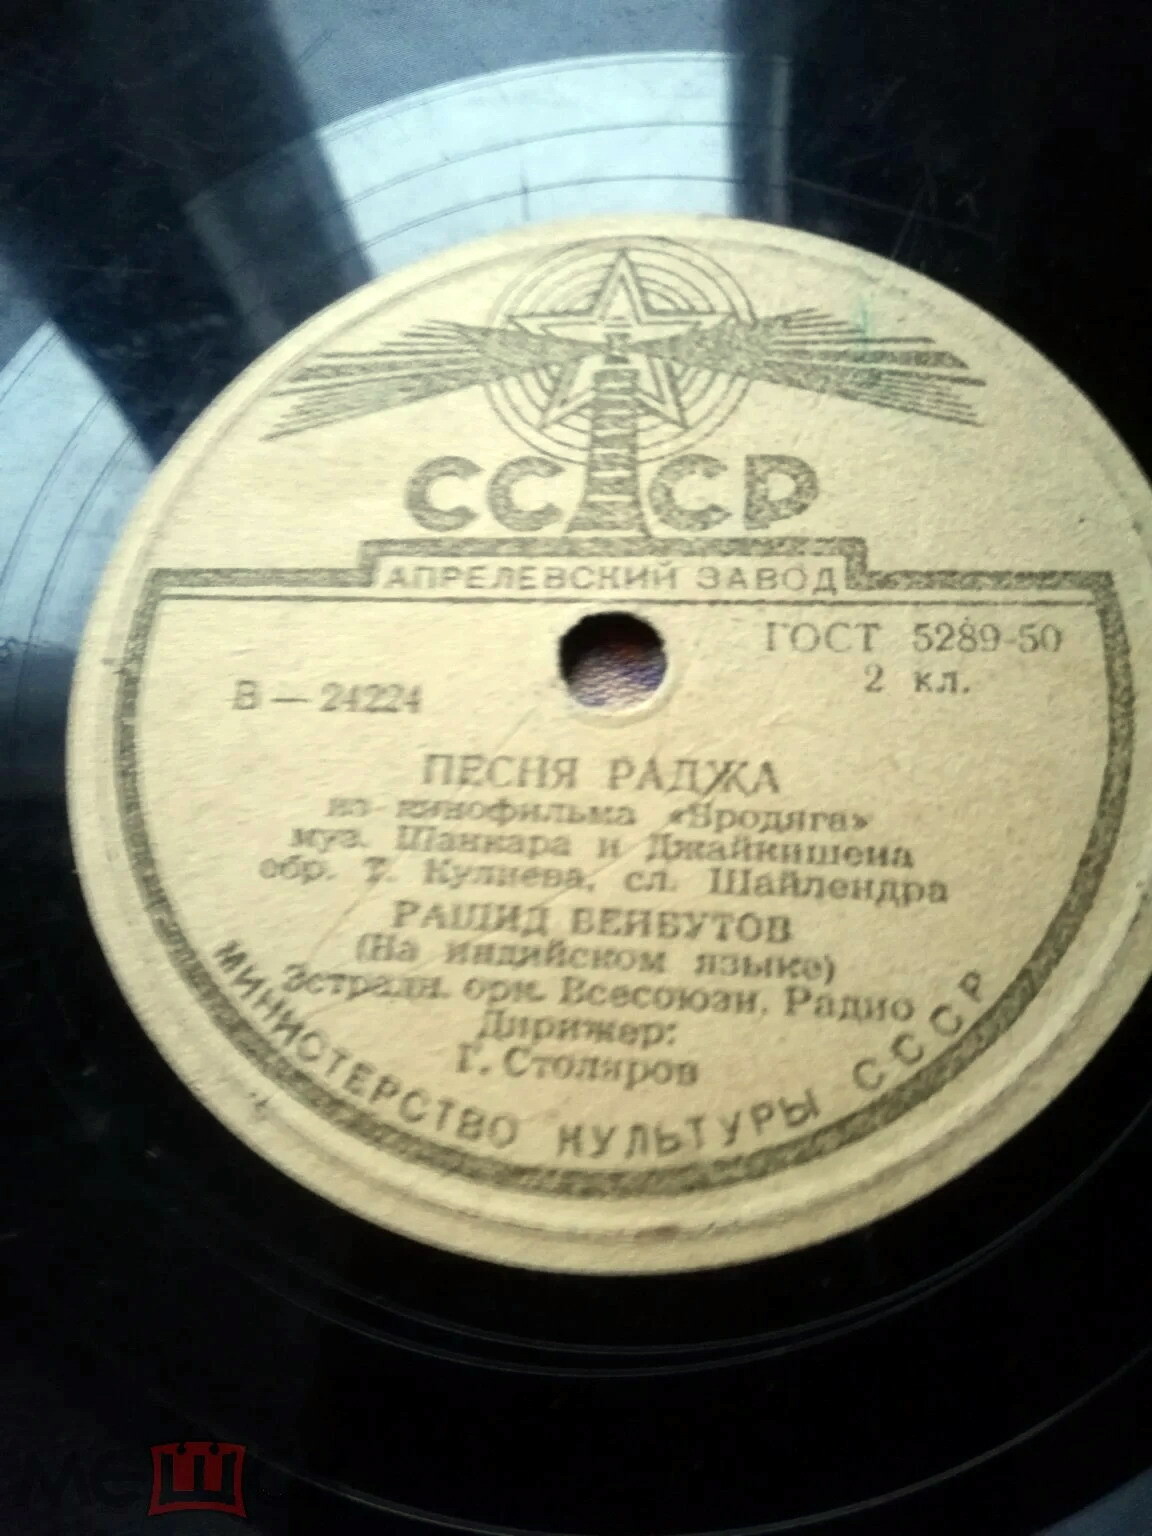 СССР
АПРЕЛЕВСКИЙ ЗАВОД
ГОСТ 5289-50
2 кл.
В — 24224
ПЕСНЯ РАДЖА
из кинофильма «Бродяга»
муз. Шанкара и Джайкишена
обр. Т. Кулиева, сл. Шайлендра
РАШИД БЕЙБУТОВ
(На индийском языке)
Эстрадн. орк. Всесоюзн. Радио
Дирижер:
Г. Столяров
МИНИСТЕРСТВО КУЛЬТУРЫ СССР
меш